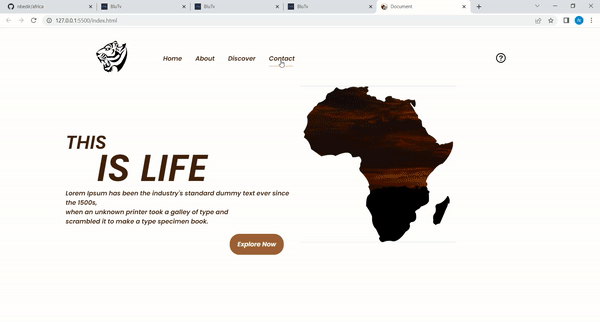 nbedir/africa
BluTv
BluTv
BluTv
Document
127.0.0.1:5500/index.html
Home
About
Discover
Contact
THIS
IS LIFE
Lorem Ipsum has been the industry's standard dummy text ever since
the 1500s,
when an unknown printer took a galley of type and
scrambled it to make a type specimen book.
Explore Now